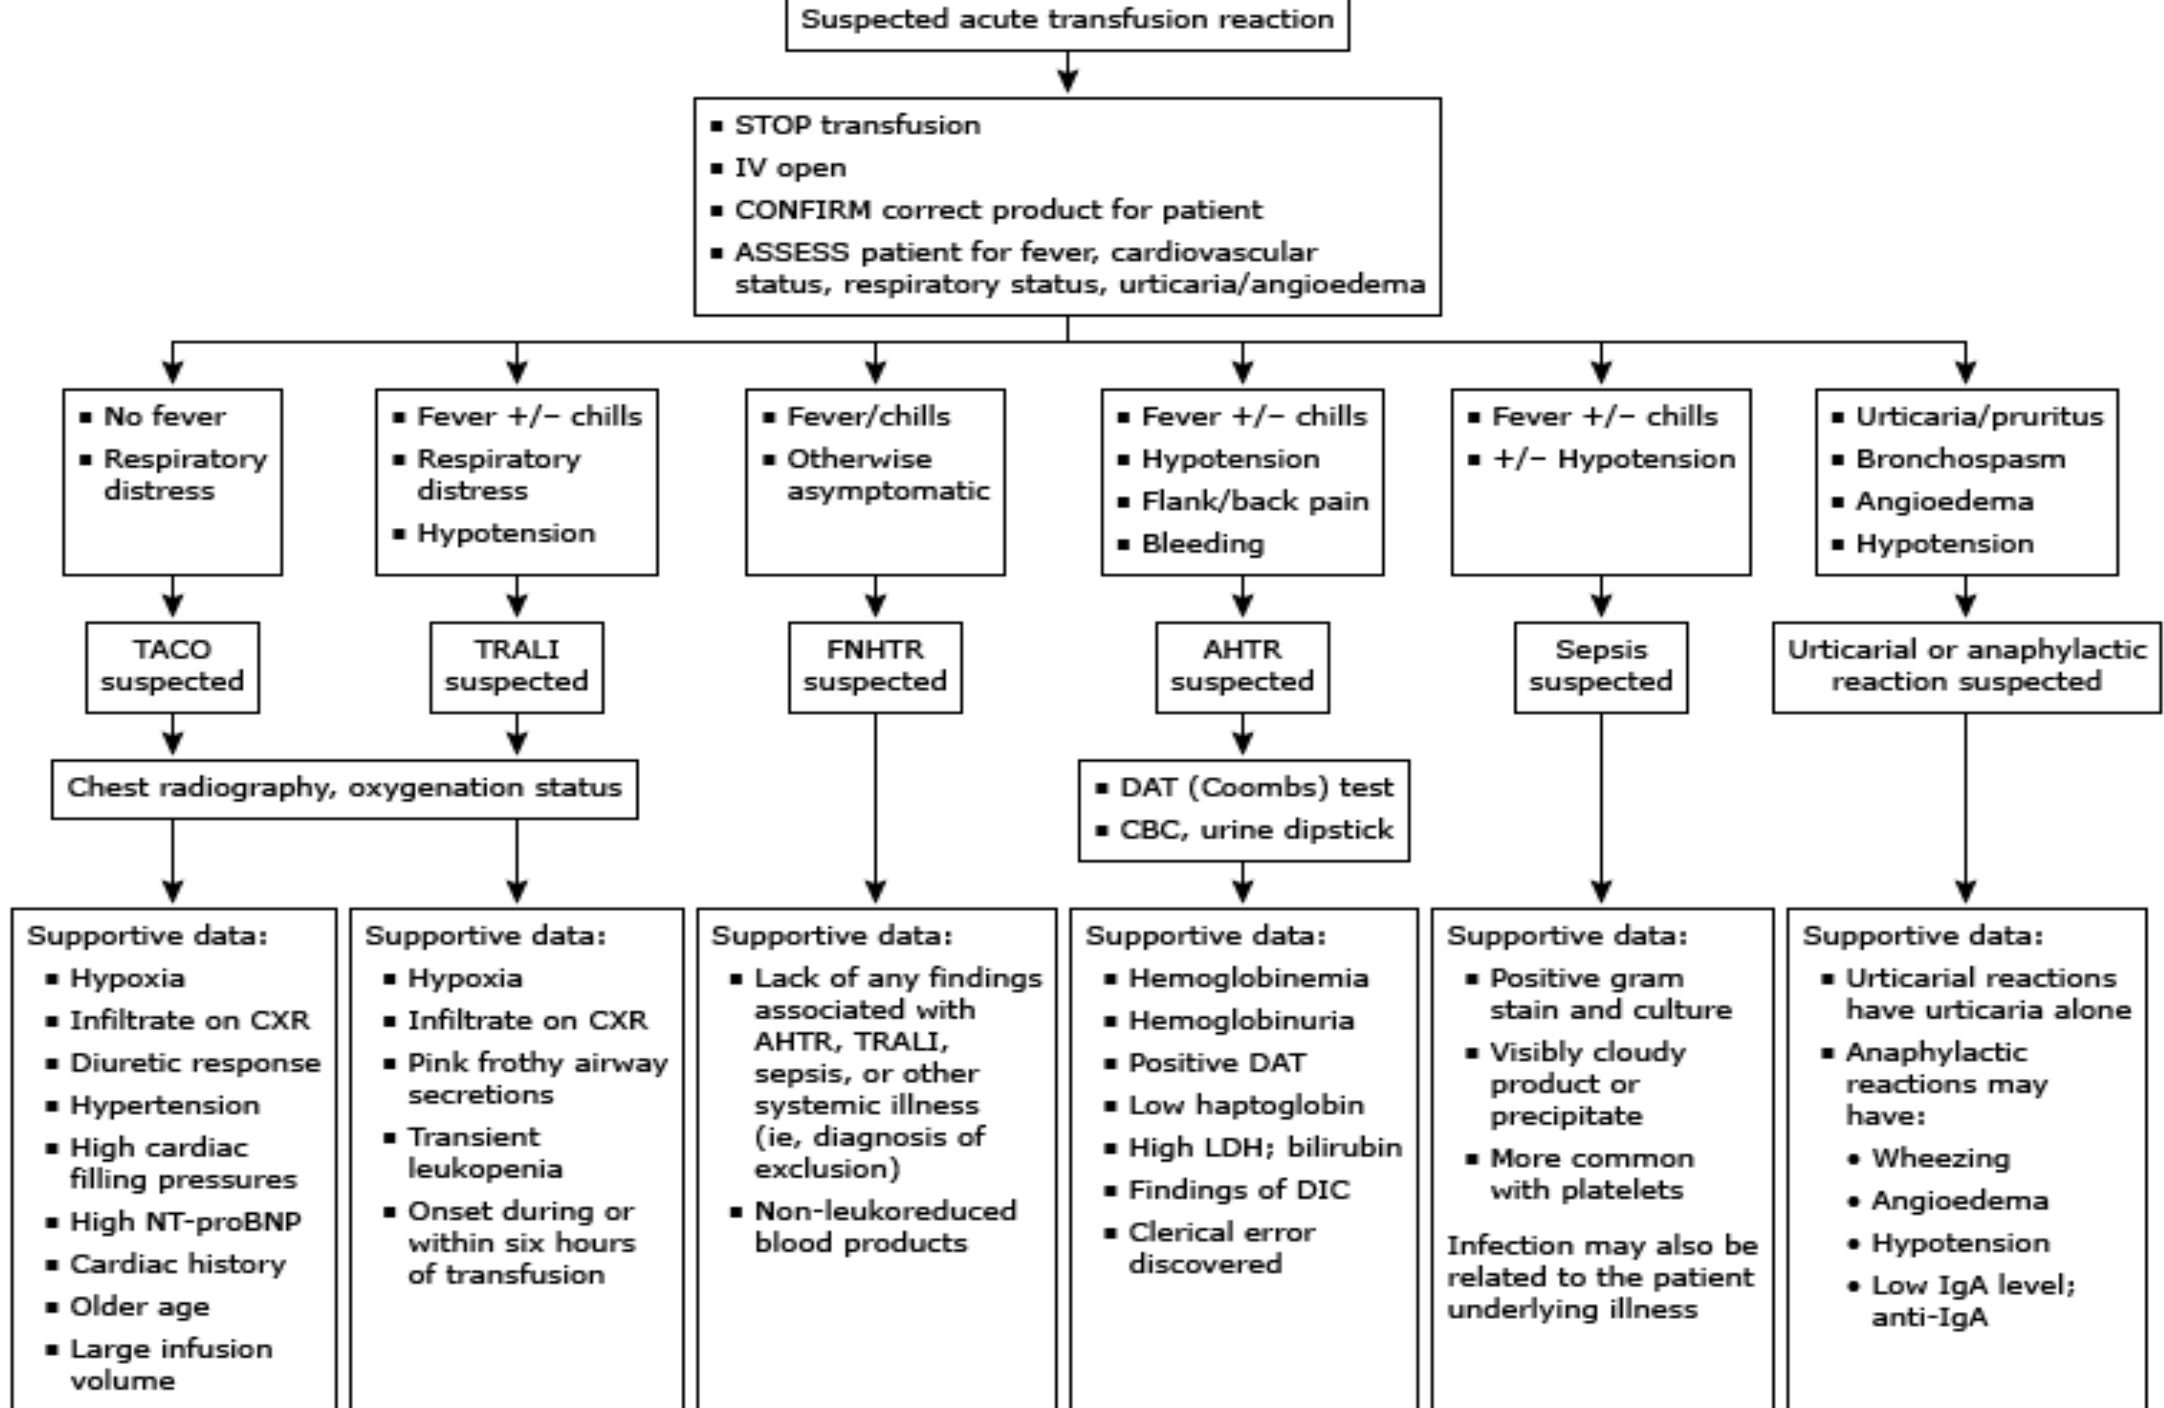 Suspected acute transfusion reaction
▪ STOP transfusion
▪ IV open
▪ CONFIRM correct product for patient
▪ ASSESS patient for fever, cardiovascular
status, respiratory status, urticaria/angioedema
▪ No fever
▪ Respiratory
distress
▪ Fever +/− chills
▪ Respiratory
distress
▪ Hypotension
▪ Fever/chills
▪ Otherwise
asymptomatic
▪ Fever +/− chills
▪ Hypotension
▪ Flank/back pain
▪ Bleeding
▪ Fever +/− chills
▪ +/− Hypotension
▪ Urticaria/pruritus
▪ Bronchospasm
▪ Angioedema
▪ Hypotension
TACO
suspected
TRALI
suspected
FNHTR
suspected
AHTR
suspected
Sepsis
suspected
Urticarial or anaphylactic
reaction suspected
Chest radiography, oxygenation status
▪ DAT (Coombs) test
▪ CBC, urine dipstick
Supportive data:
▪ Hypoxia
▪ Infiltrate on CXR
▪ Diuretic response
▪ Hypertension
▪ High cardiac
filling pressures
▪ High NT-proBNP
▪ Cardiac history
▪ Older age
▪ Large infusion
volume
Supportive data:
▪ Hypoxia
▪ Infiltrate on CXR
▪ Pink frothy airway
secretions
▪ Transient
leukopenia
▪ Onset during or
within six hours
of transfusion
Supportive data:
▪ Lack of any findings
associated with
AHTR, TRALI,
sepsis, or other
systemic illness
(ie, diagnosis of
exclusion)
▪ Non-leukoreduced
blood products
Supportive data:
▪ Hemoglobinemia
▪ Hemoglobinuria
▪ Positive DAT
▪ Low haptoglobin
▪ High LDH; bilirubin
▪ Findings of DIC
▪ Clerical error
discovered
Supportive data:
▪ Positive gram
stain and culture
▪ Visibly cloudy
product or
precipitate
▪ More common
with platelets
Infection may also be
related to the patient
underlying illness
Supportive data:
▪ Urticarial reactions
have urticaria alone
▪ Anaphylactic
reactions may
have:
• Wheezing
• Angioedema
• Hypotension
• Low IgA level;
anti-IgA